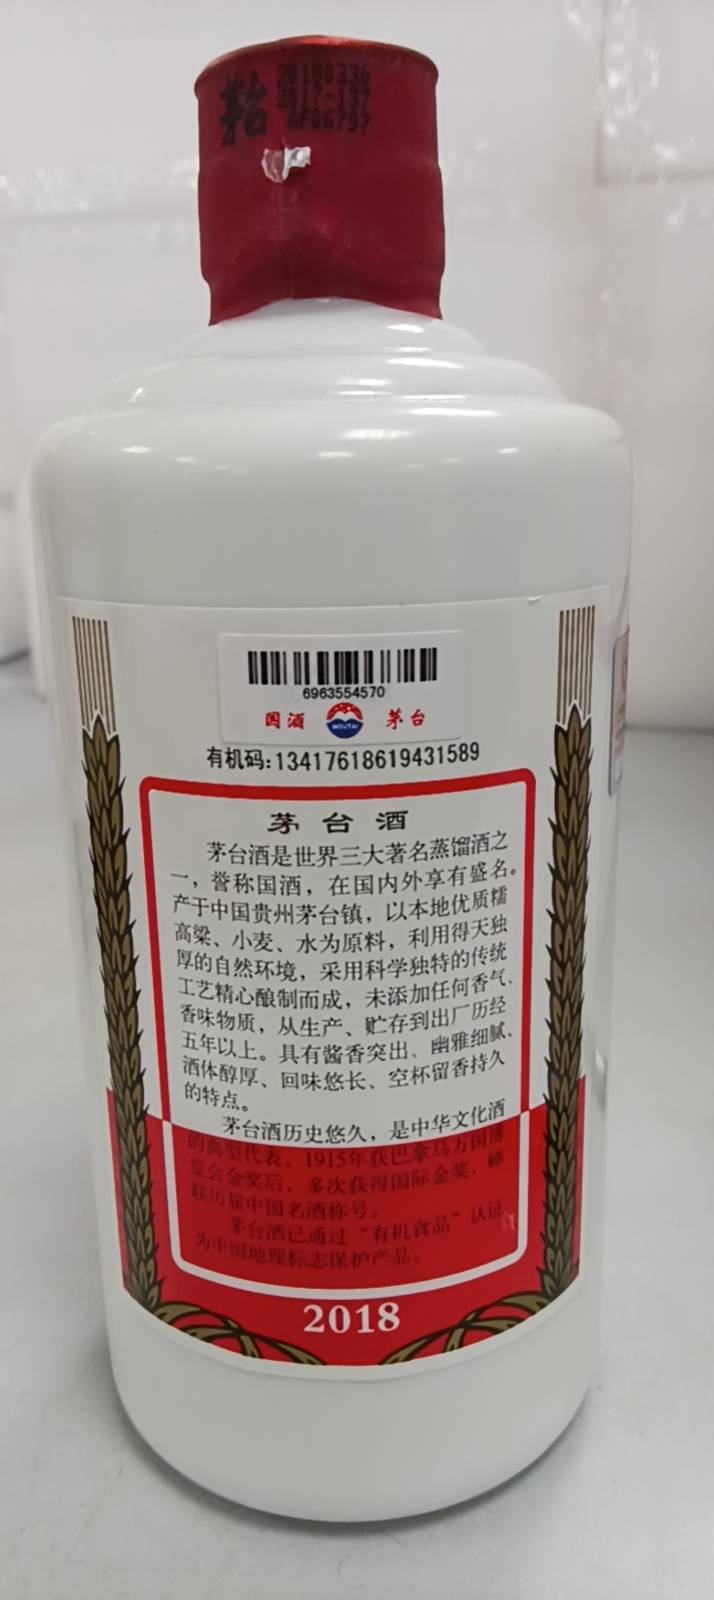 茅台
20180336
2017-137
AF06797
6963554570
国酒 MOUTAI 茅台
有机码:13417618619431589
茅台酒
茅台酒是世界三大著名蒸馏酒之
一，誉称国酒，在国内外享有盛名。
产于中国贵州茅台镇，以本地优质糯
高粱、小麦、水为原料，利用得天独
厚的自然环境，采用科学独特的传统
工艺精心酿制而成，未添加任何香气、
香味物质，从生产、贮存到出厂历经
五年以上。具有酱香突出、幽雅细腻、
酒体醇厚、回味悠长、空杯留香持久
的特点。
茅台酒历史悠久，是中华文化酒
的典型代表。1915年获巴拿马万国博
览会金奖后，多次获得国际金奖，蝉
联历届中国名酒称号。
茅台酒已通过“有机食品”认证，
为中国地理标志保护产品。
2018